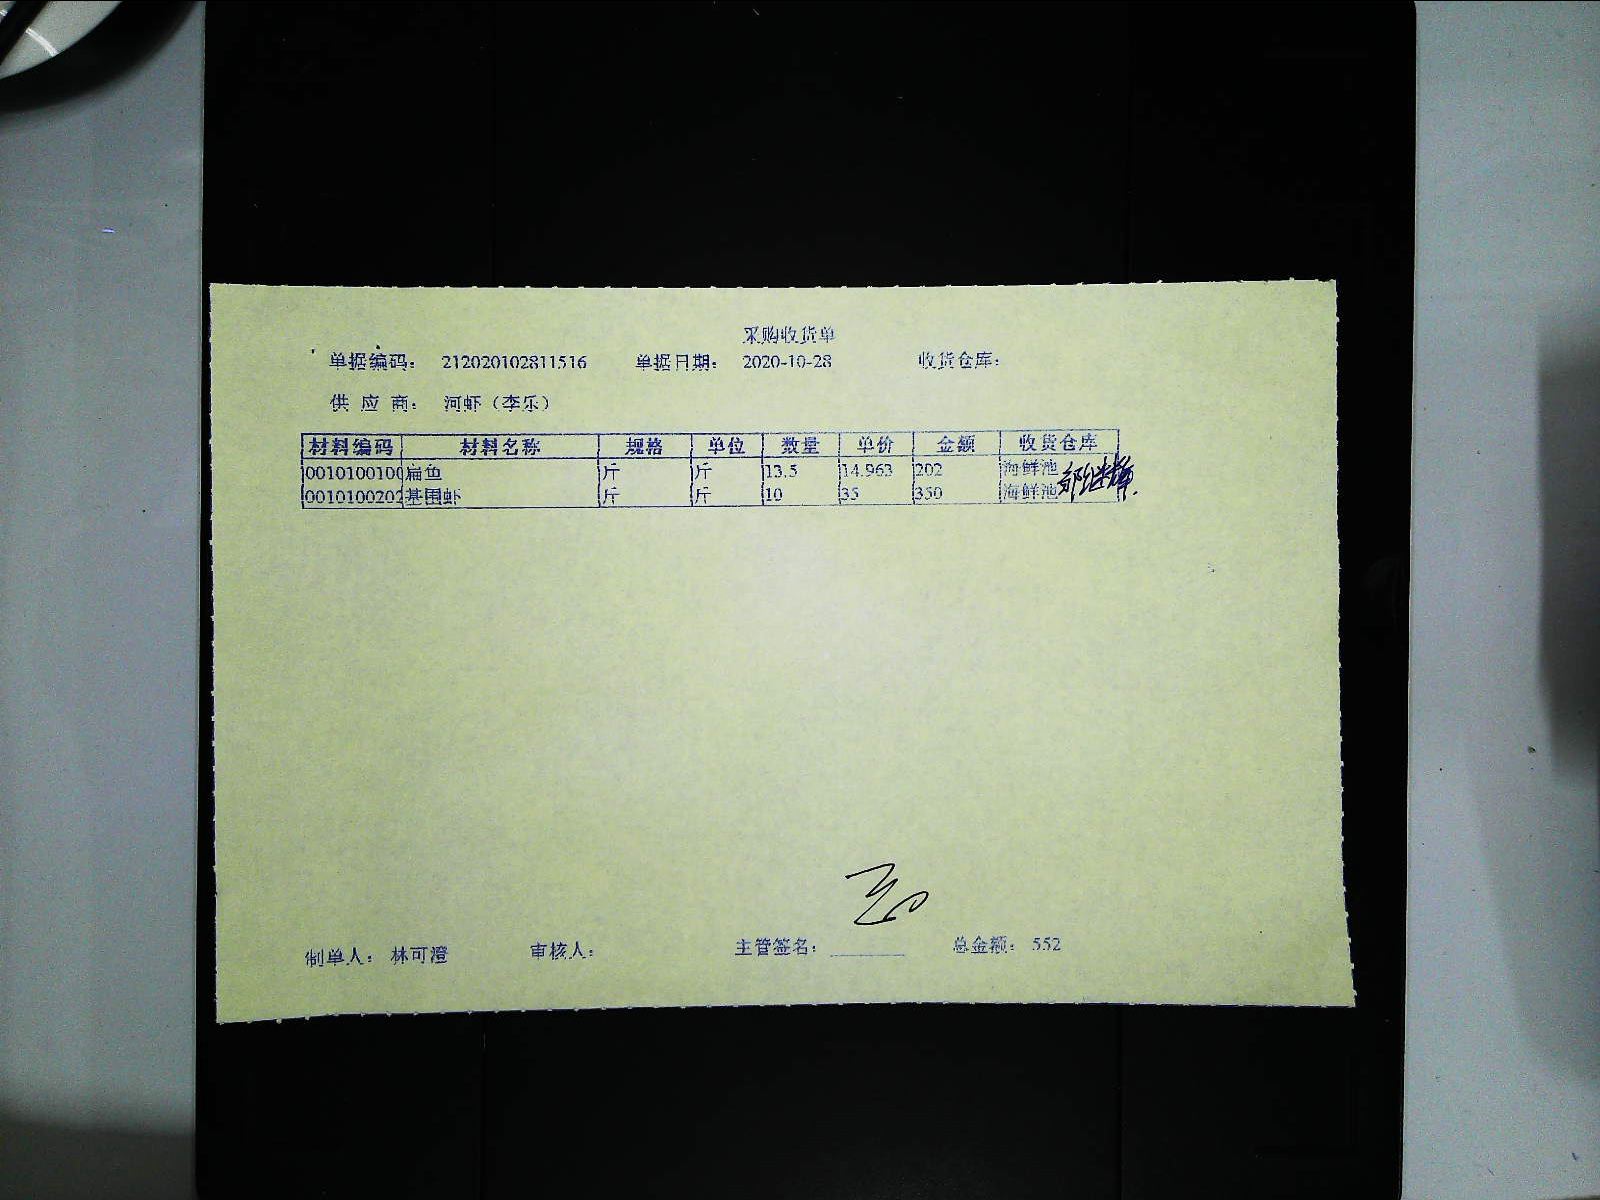 采购收货单
单据编码： 212020102811516 单据日期： 2020-10-28 收货仓库：
供 应 商： 河虾（李乐）
材料编码 材料名称 规格 单位 数量 单价 金额 收货仓库
0010100100 扁鱼 斤 斤 13.5 14.963 202 海鲜池
0010100202 基围虾 斤 斤 10 35 350 海鲜池
制单人： 林可澄 审核人： 主管签名： 总金额： 552